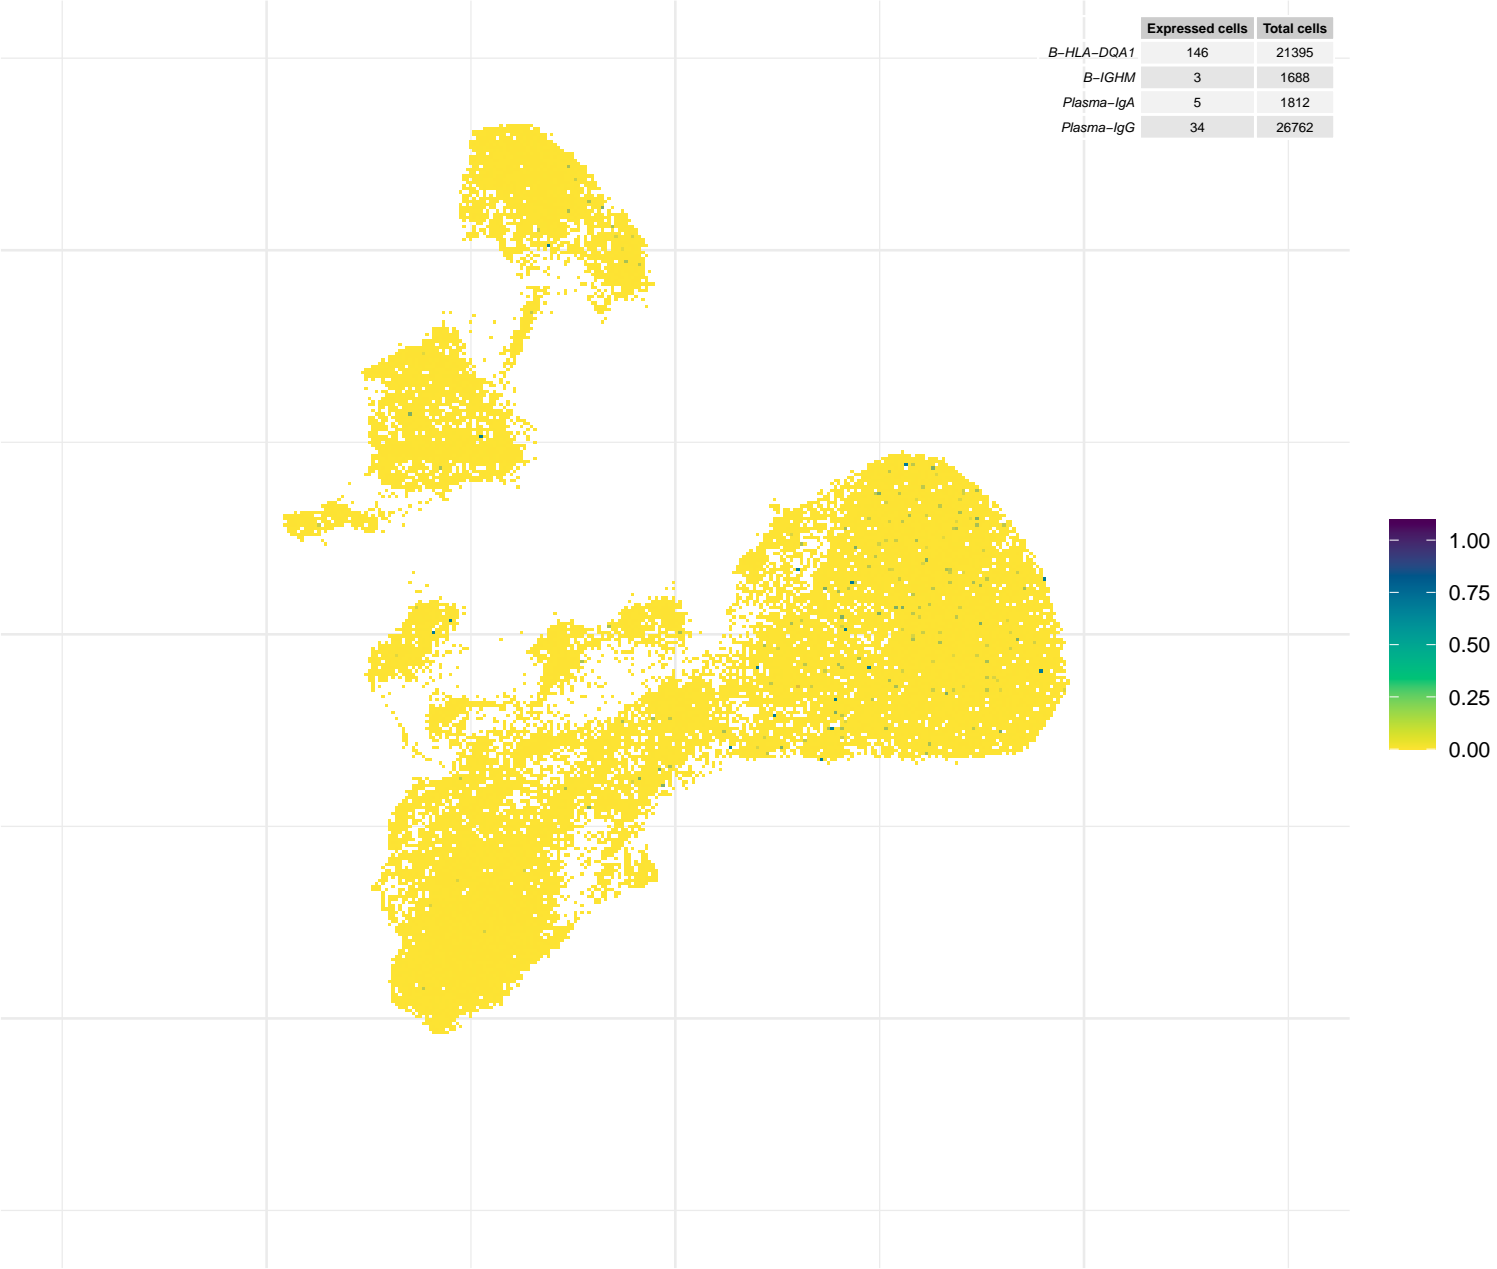 Expressed cells Total cells
B−HLA−DQA1 146 21395
B−IGHM 3 1688
Plasma−IgA 5 1812
Plasma−IgG 34 26762
1.00
0.75
0.50
0.25
0.00